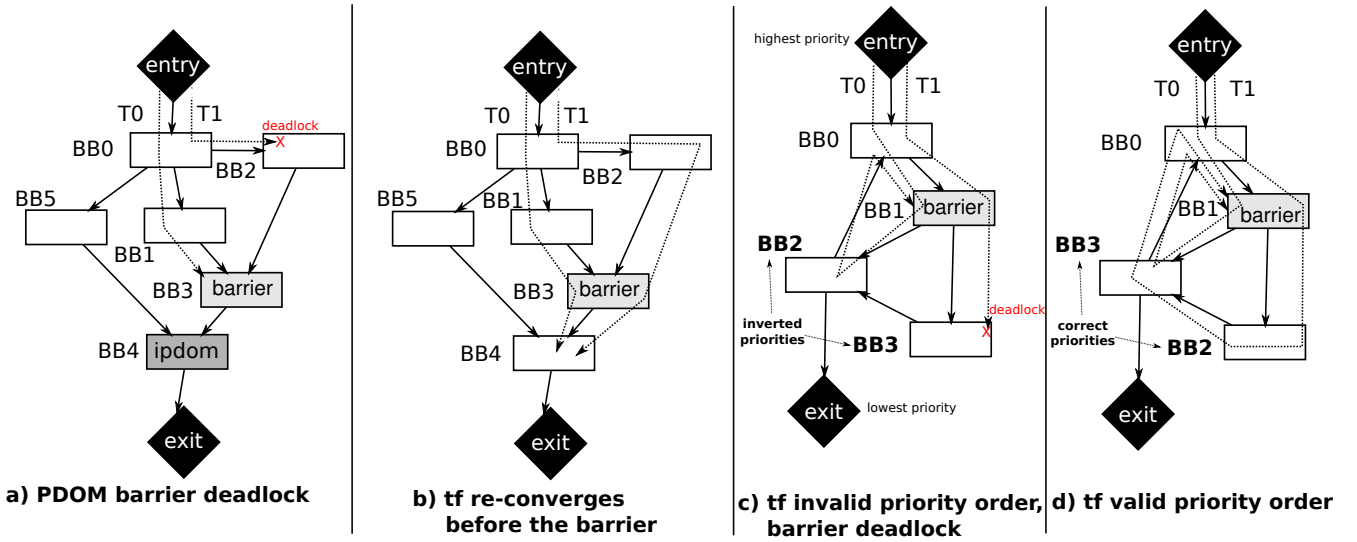 entry
T0
T1
deadlock
X
BB0
BB2
BB5
BB1
BB3
barrier
BB4
ipdom
exit
a) PDOM barrier deadlock
entry
T0
T1
BB0
BB2
BB5
BB1
BB3
barrier
BB4
exit
b) tf re-converges
before the barrier
highest priority
entry
T0
T1
BB0
BB1
barrier
BB2
deadlock
X
inverted
priorities
BB3
exit
lowest priority
c) tf invalid priority order,
barrier deadlock
entry
T0
T1
BB0
BB1
barrier
BB3
correct
priorities
BB2
exit
d) tf valid priority order